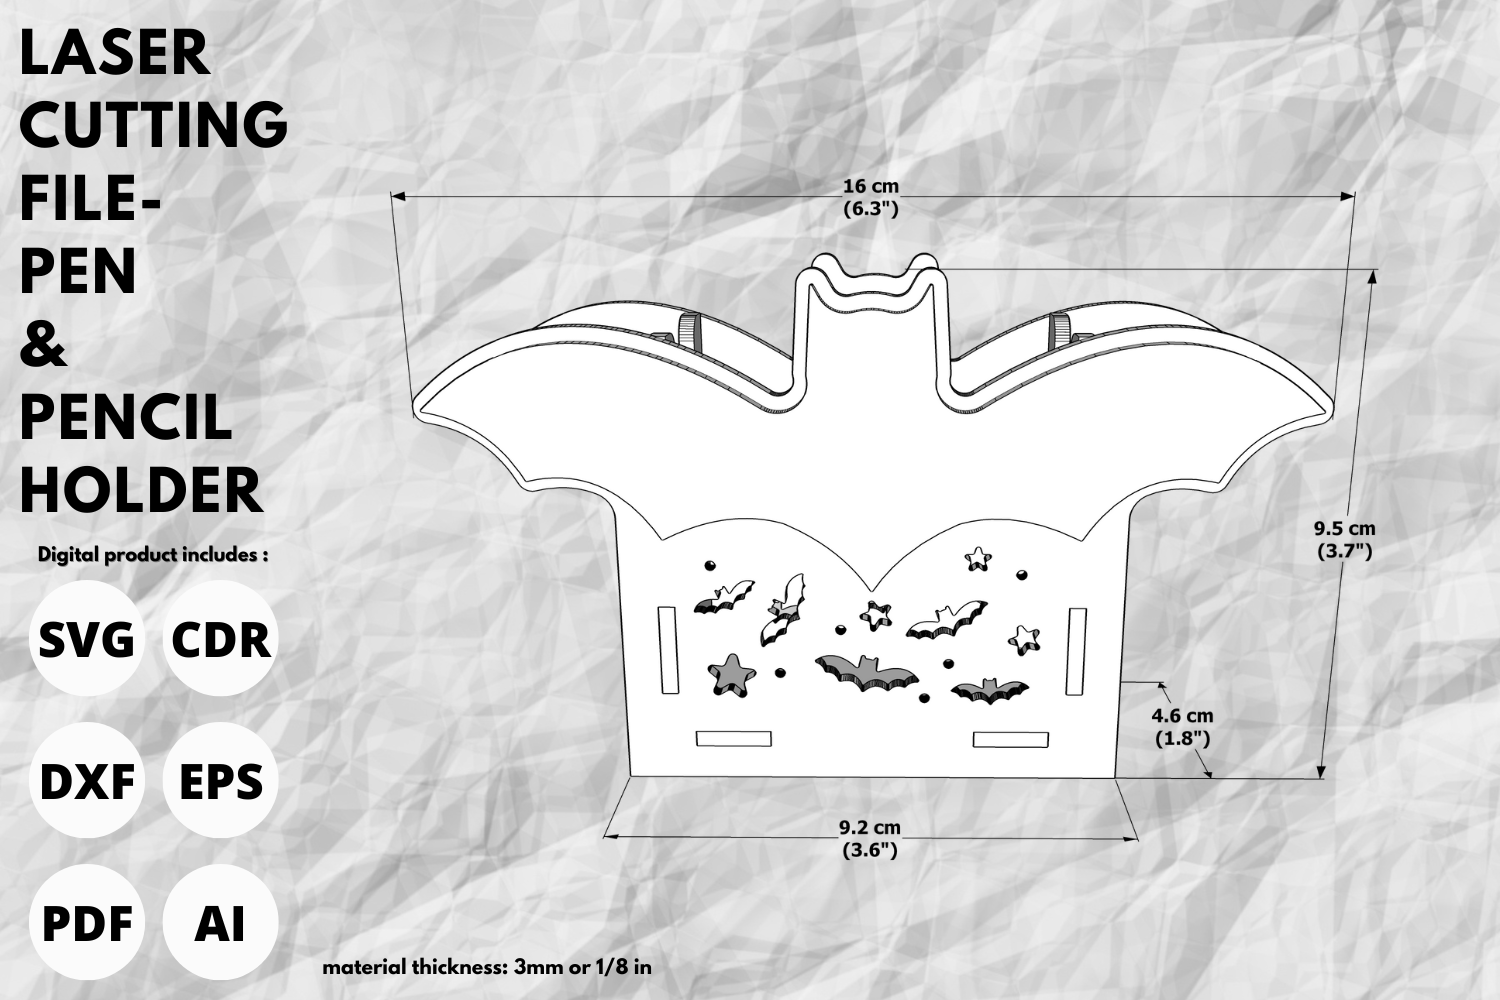 LASER
CUTTING
FILE-
PEN
&
PENCIL
HOLDER
Digital product includes :
SVG CDR
DXF EPS
PDF AI
16 cm
(6.3")
9.5 cm
(3.7")
4.6 cm
(1.8")
9.2 cm
(3.6")
material thickness: 3mm or 1/8 in